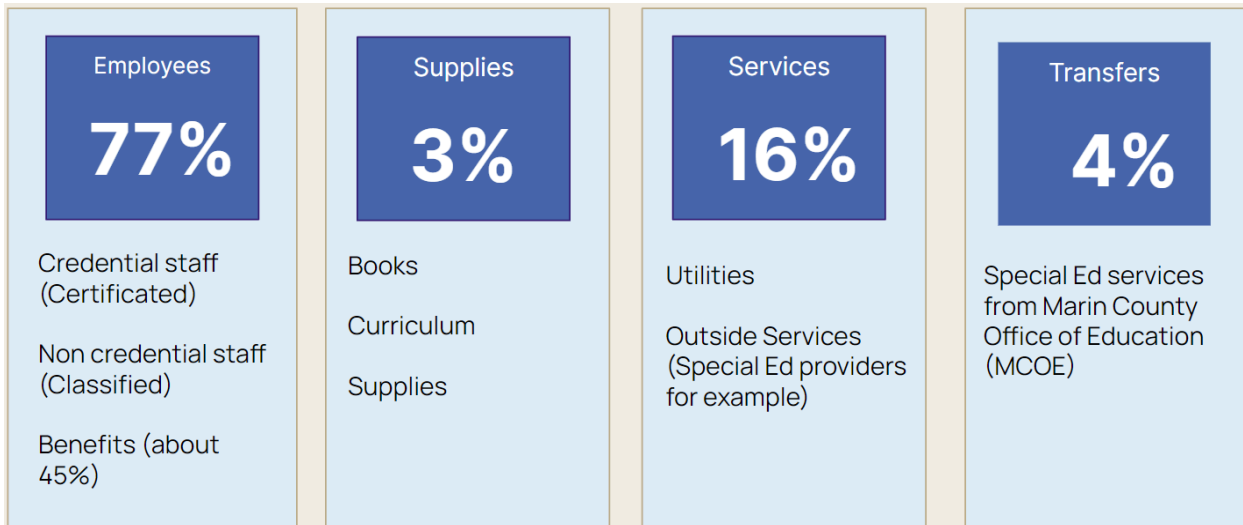 Employees
77%
Credential staff
(Certificated)
Non credential staff
(Classified)
Benefits (about
45%)
Supplies
3%
Books
Curriculum
Supplies
Services
16%
Utilities
Outside Services
(Special Ed providers
for example)
Transfers
4%
Special Ed services
from Marin County
Office of Education
(MCOE)